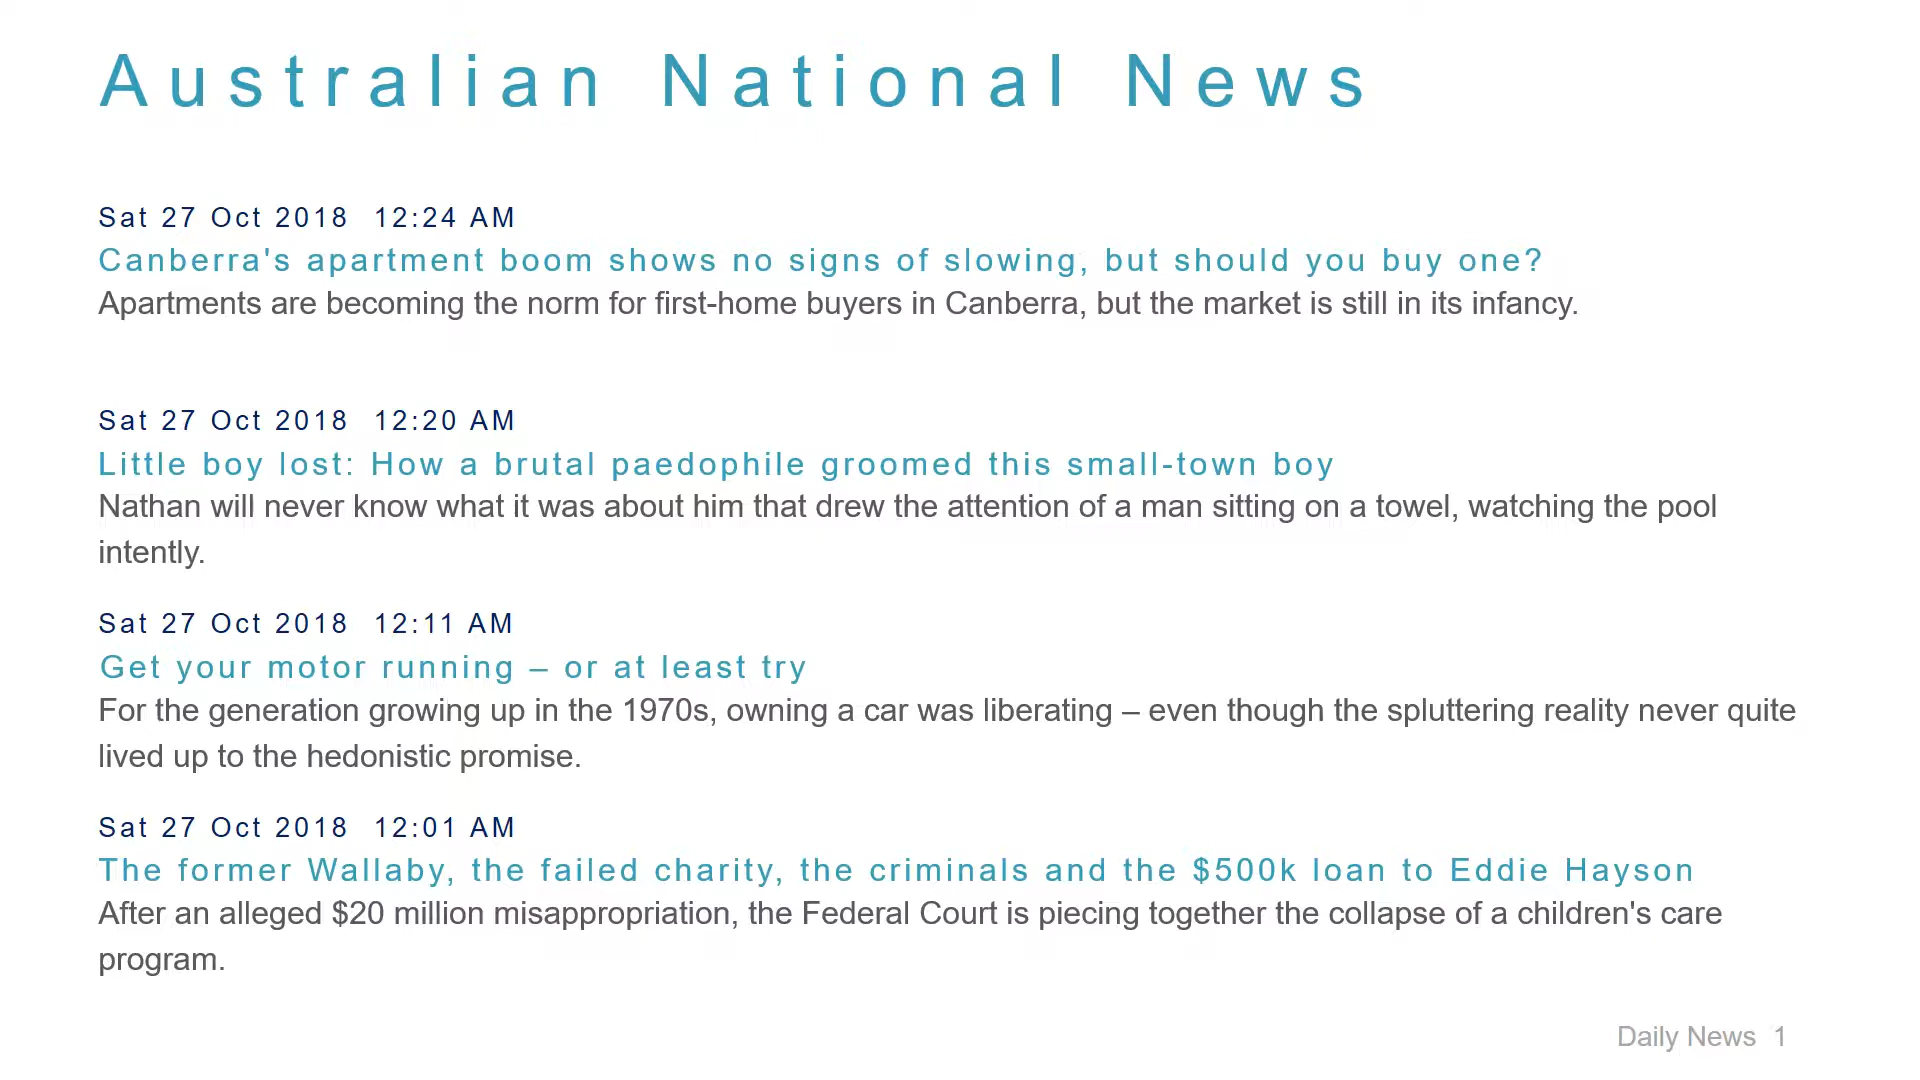 Australian National News
Sat 27 Oct 2018  12:24 AM
Canberra's apartment boom shows no signs of slowing, but should you buy one?
Apartments are becoming the norm for first-home buyers in Canberra, but the market is still in its infancy.
Sat 27 Oct 2018  12:20 AM
Little boy lost: How a brutal paedophile groomed this small-town boy
Nathan will never know what it was about him that drew the attention of a man sitting on a towel, watching the pool
intently.
Sat 27 Oct 2018  12:11 AM
Get your motor running – or at least try
For the generation growing up in the 1970s, owning a car was liberating – even though the spluttering reality never quite
lived up to the hedonistic promise.
Sat 27 Oct 2018  12:01 AM
The former Wallaby, the failed charity, the criminals and the $500k loan to Eddie Hayson
After an alleged $20 million misappropriation, the Federal Court is piecing together the collapse of a children's care
program.
Daily News  1